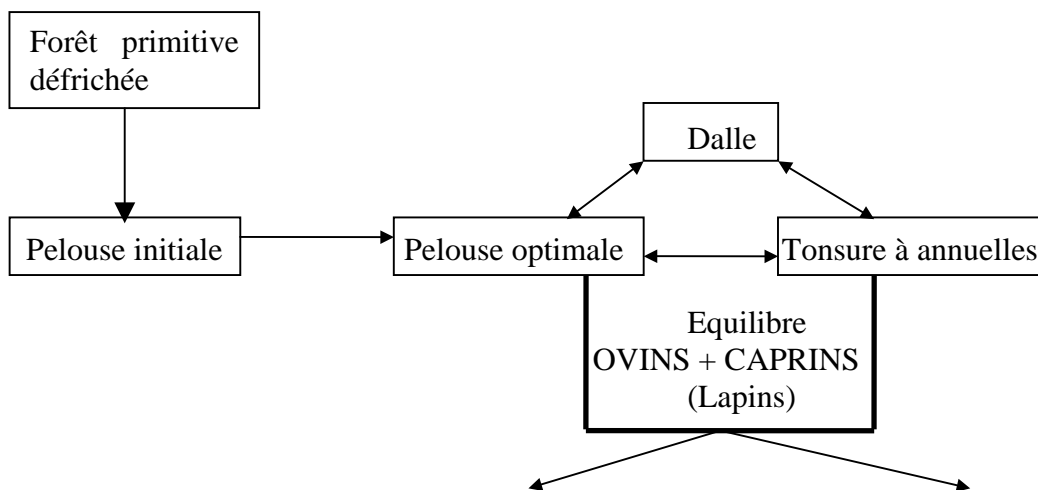 Forêt primitive
défrichée
Dalle
Pelouse initiale
Pelouse optimale
Tonsure à annuelles
Equilibre
OVINS + CAPRINS
(Lapins)